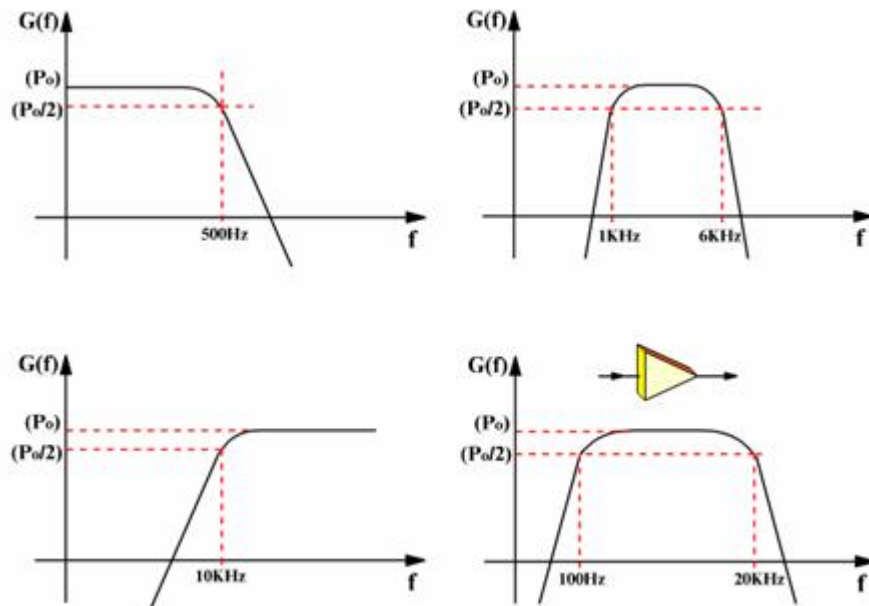 G(f)
(Po)
(Po/2)
500Hz
f
G(f)
(Po)
(Po/2)
1KHz
6KHz
f
G(f)
(Po)
(Po/2)
10KHz
f
G(f)
(Po)
(Po/2)
100Hz
20KHz
f